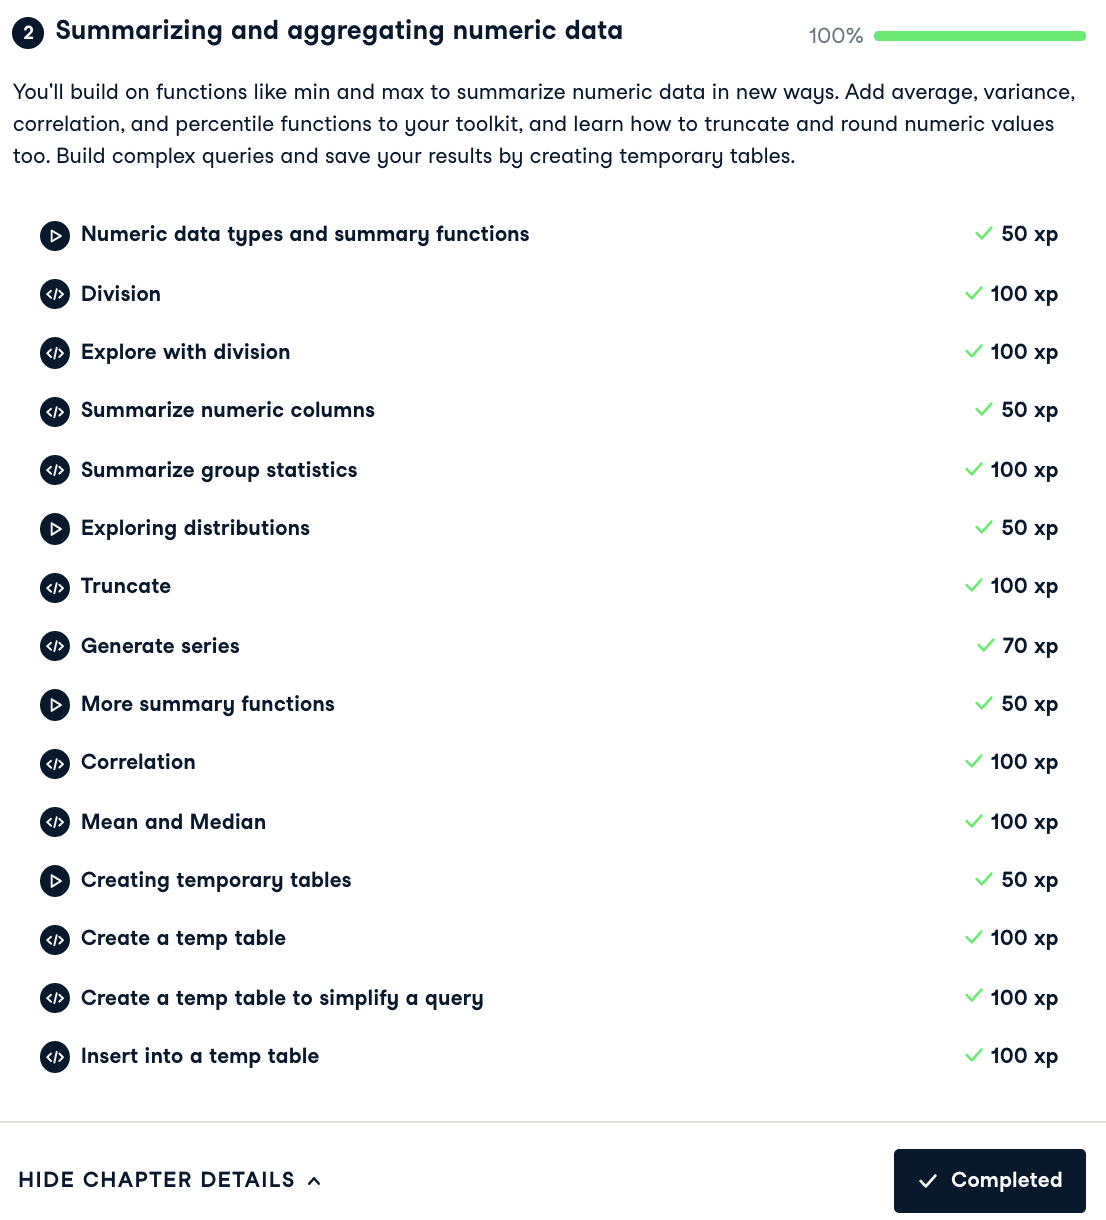 2 Summarizing and aggregating numeric data 100%
You'll build on functions like min and max to summarize numeric data in new ways. Add average, variance,
correlation, and percentile functions to your toolkit, and learn how to truncate and round numeric values
too. Build complex queries and save your results by creating temporary tables.
Numeric data types and summary functions 50 xp
Division 100 xp
Explore with division 100 xp
Summarize numeric columns 50 xp
Summarize group statistics 100 xp
Exploring distributions 50 xp
Truncate 100 xp
Generate series 70 xp
More summary functions 50 xp
Correlation 100 xp
Mean and Median 100 xp
Creating temporary tables 50 xp
Create a temp table 100 xp
Create a temp table to simplify a query 100 xp
Insert into a temp table 100 xp
HIDE CHAPTER DETAILS Completed